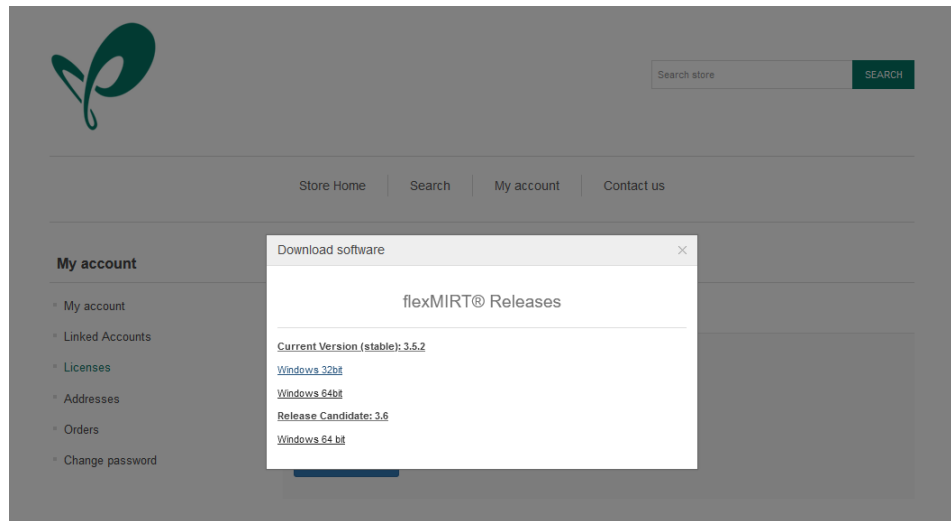 Search store
SEARCH
Store Home
Search
My account
Contact us
My account
My account
Linked Accounts
Licenses
Addresses
Orders
Change password
Download software
×
flexMIRT® Releases
Current Version (stable): 3.5.2
Windows 32bit
Windows 64bit
Release Candidate: 3.6
Windows 64 bit